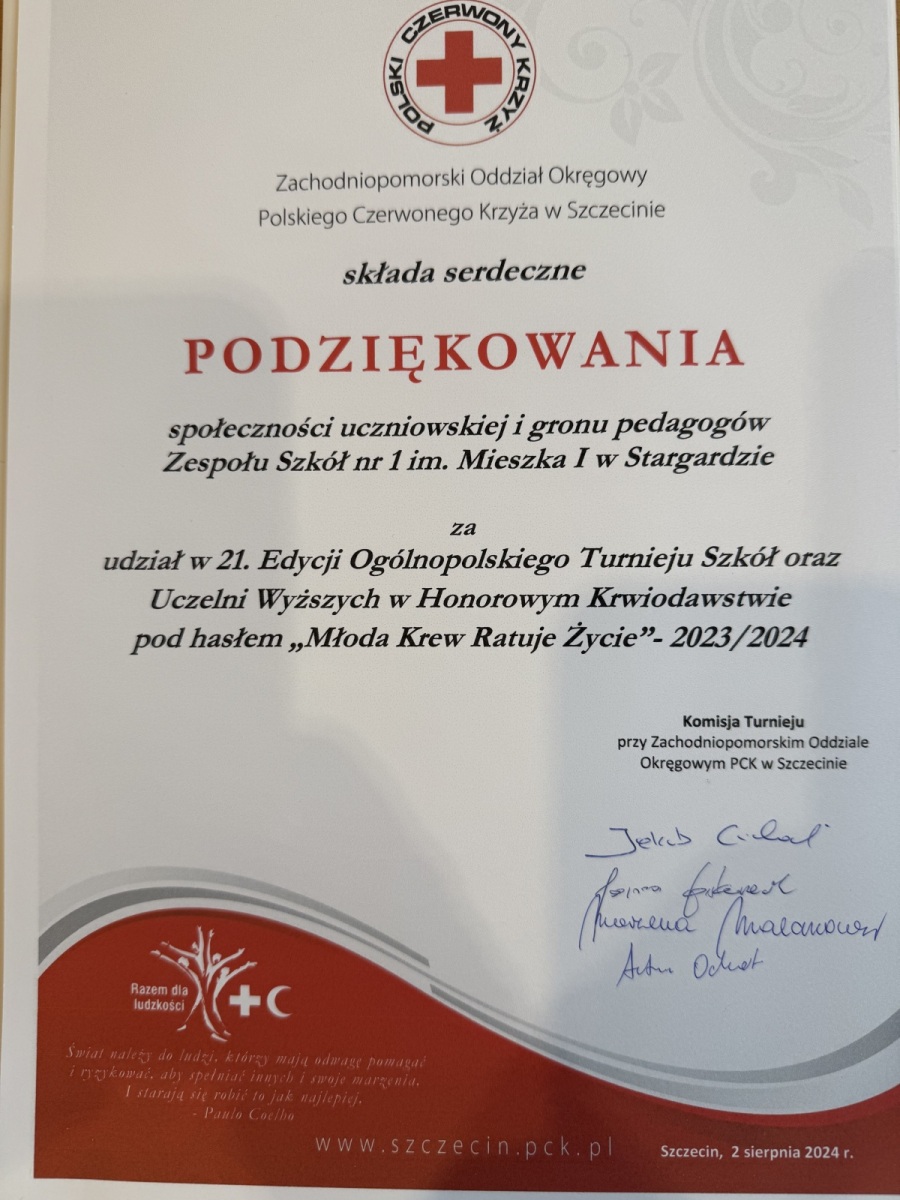 POLSKI CZERWONY KRZYŻ
Zachodniopomorski Oddział Okręgowy
Polskiego Czerwonego Krzyża w Szczecinie
składa serdeczne
PODZIĘKOWANIA
społeczności uczniowskiej i gronu pedagogów
Zespołu Szkół nr 1 im. Mieszka I w Stargardzie
za
udział w 21. Edycji Ogólnopolskiego Turnieju Szkół oraz
Uczelni Wyższych w Honorowym Krwiodawstwie
pod hasłem „Młoda Krew Ratuje Życie”- 2023/2024
Komisja Turnieju
przy Zachodniopomorskim Oddziale
Okręgowym PCK w Szczecinie
Jakub
Marzena
Artur
Razem dla
ludzkości
Świat należy do ludzi, którzy mają odwagę pomagać
i ryzykować, aby spełniać innych i swoje marzenia.
I starają się robić to jak najlepiej.
- Paulo Coelho
www.szczecin.pck.pl
Szczecin, 2 sierpnia 2024 r.